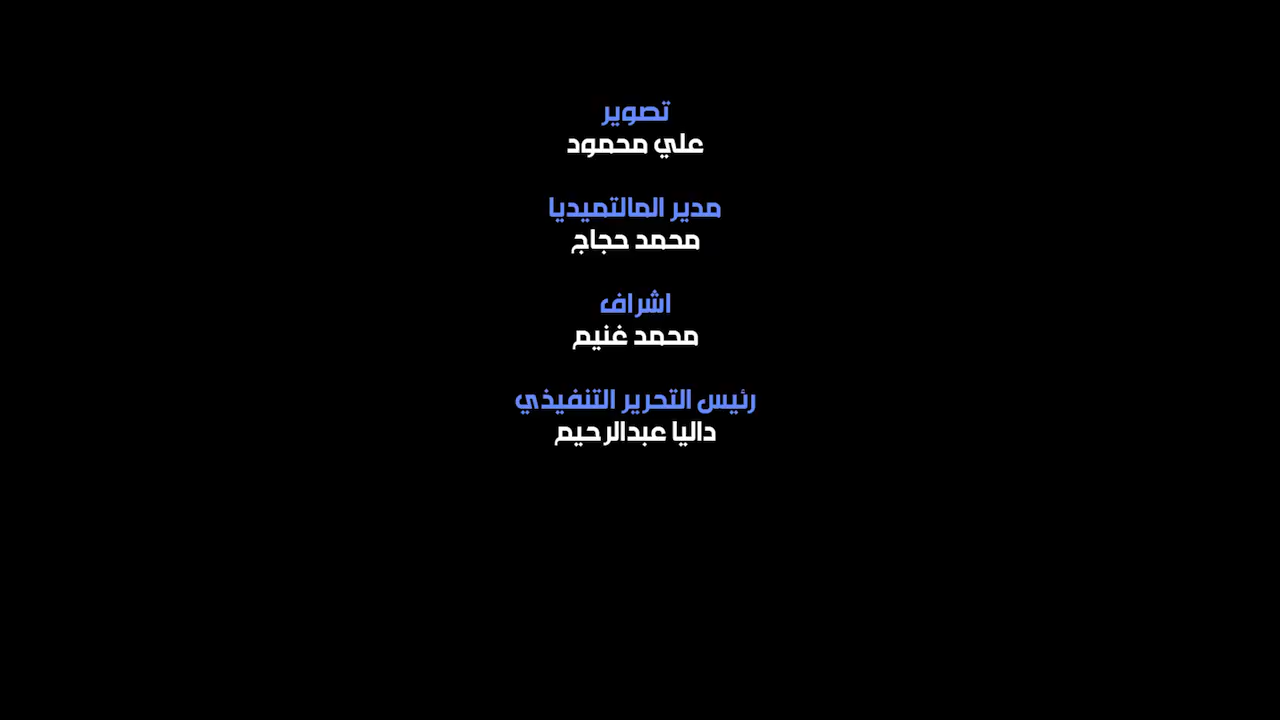 تصوير
علي محمود
مدير المالتميديا
محمد حجاج
اشراف
محمد غنيم
رئيس التحرير التنفيذي
داليا عبدالرحيم